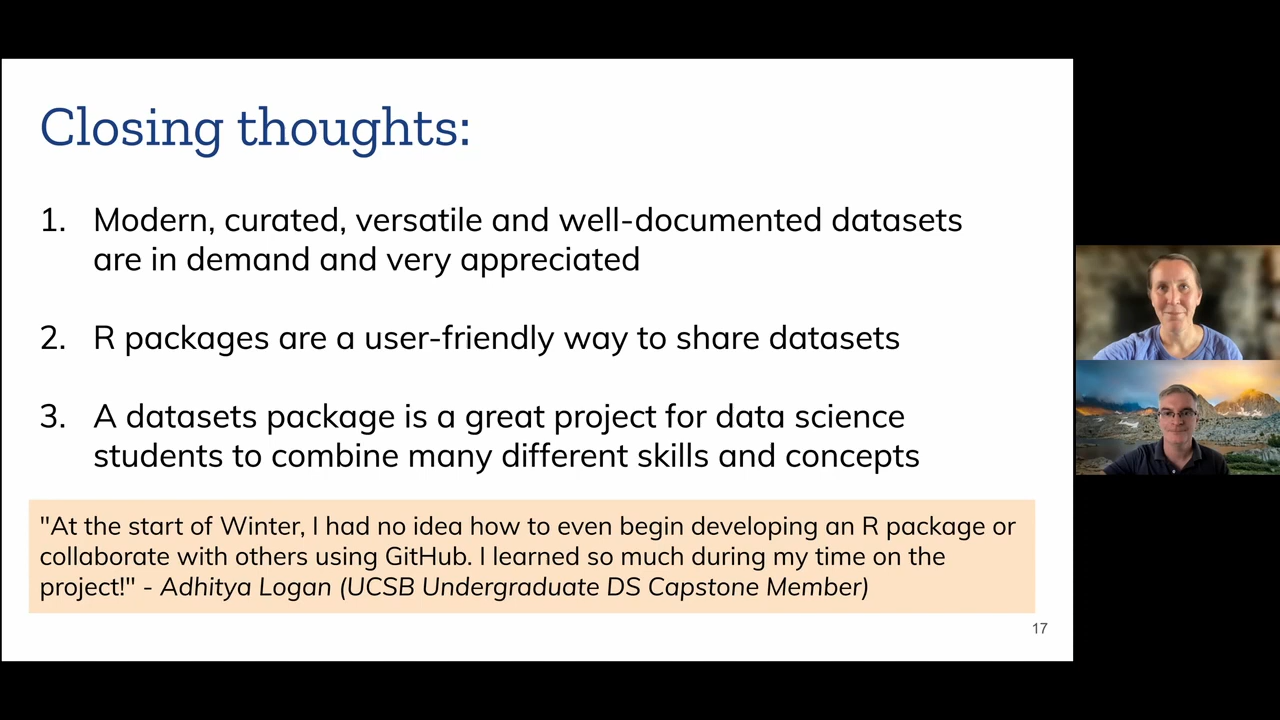 Closing thoughts:
1. Modern, curated, versatile and well-documented datasets
are in demand and very appreciated
2. R packages are a user-friendly way to share datasets
3. A datasets package is a great project for data science
students to combine many different skills and concepts
"At the start of Winter, I had no idea how to even begin developing an R package or
collaborate with others using GitHub. I learned so much during my time on the
project!" - Adhitya Logan (UCSB Undergraduate DS Capstone Member)
17